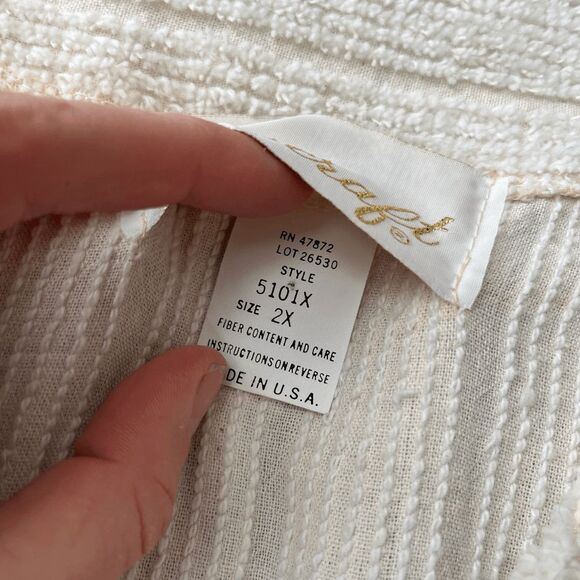 craft®
RN 47872
LOT 26530
STYLE
5101X
SIZE 2X
FIBER CONTENT AND CARE
INSTRUCTIONS ON REVERSE
DE IN U.S.A.